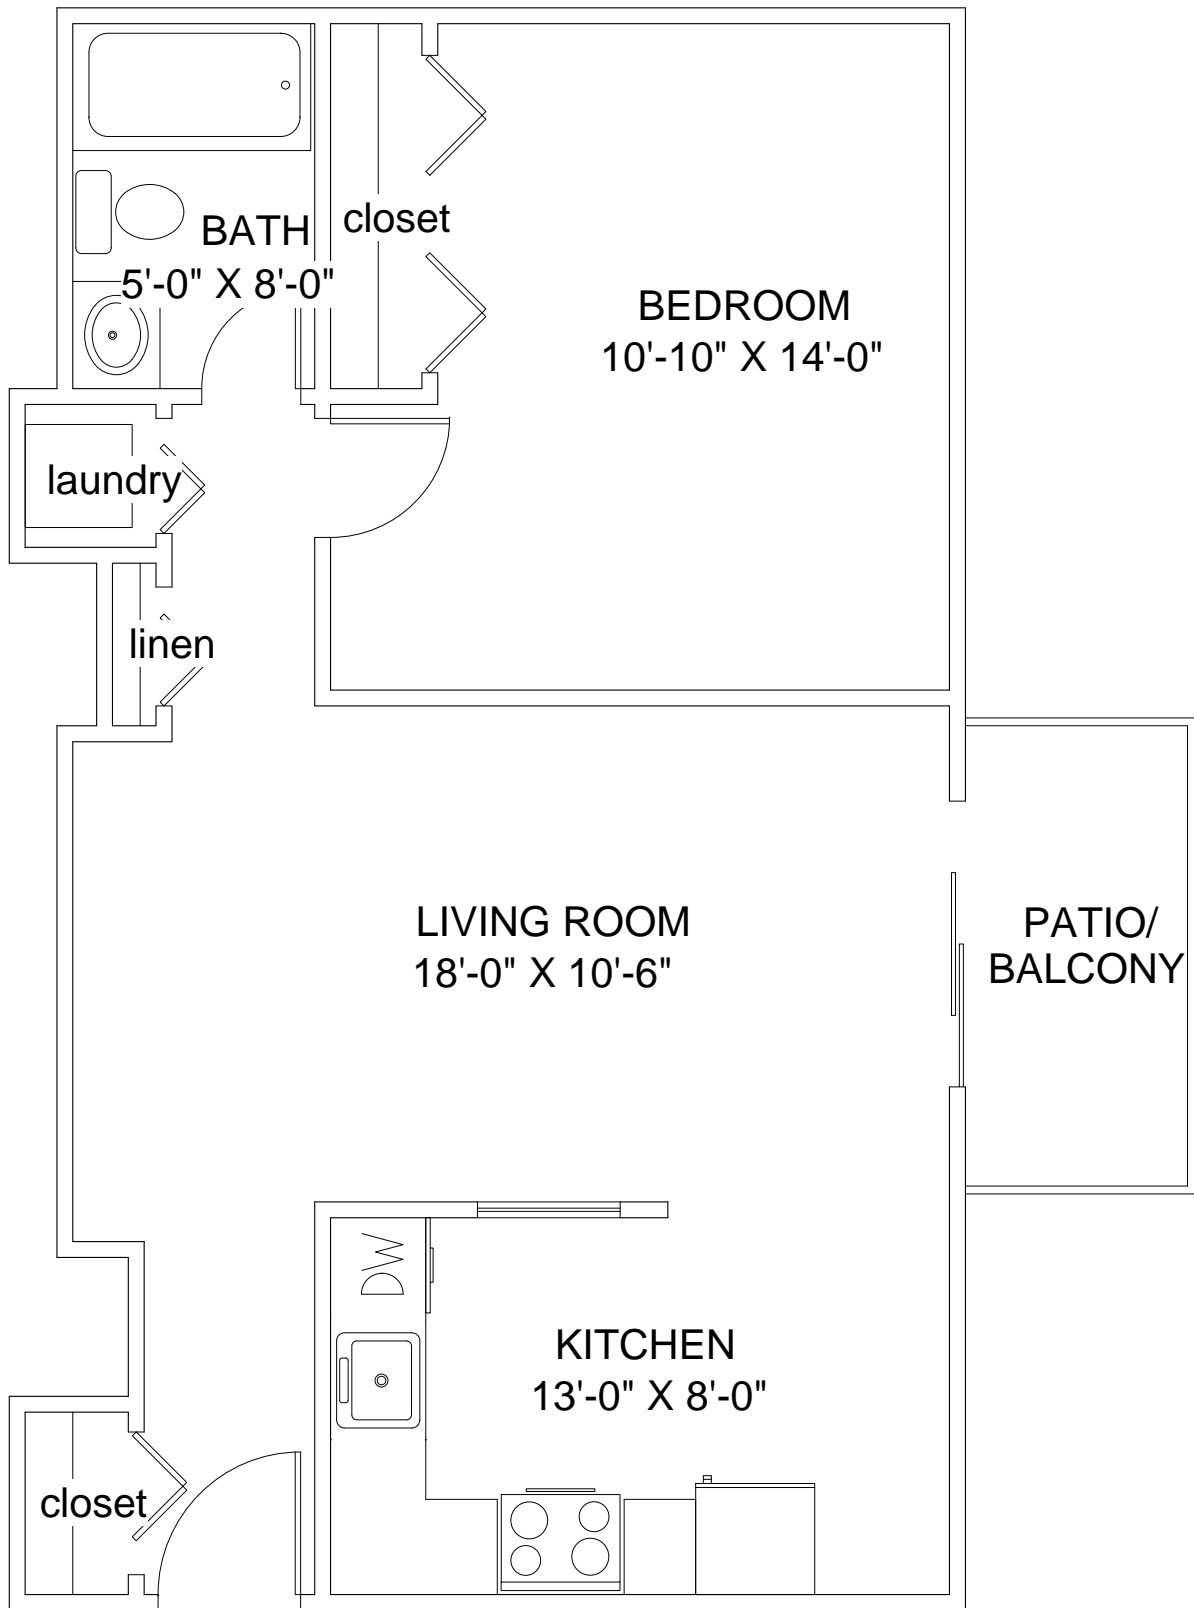 BATH
5'-0" X 8'-0"
closet
BEDROOM
10'-10" X 14'-0"
laundry
linen
LIVING ROOM
18'-0" X 10'-6"
PATIO/
BALCONY
DW
KITCHEN
13'-0" X 8'-0"
closet